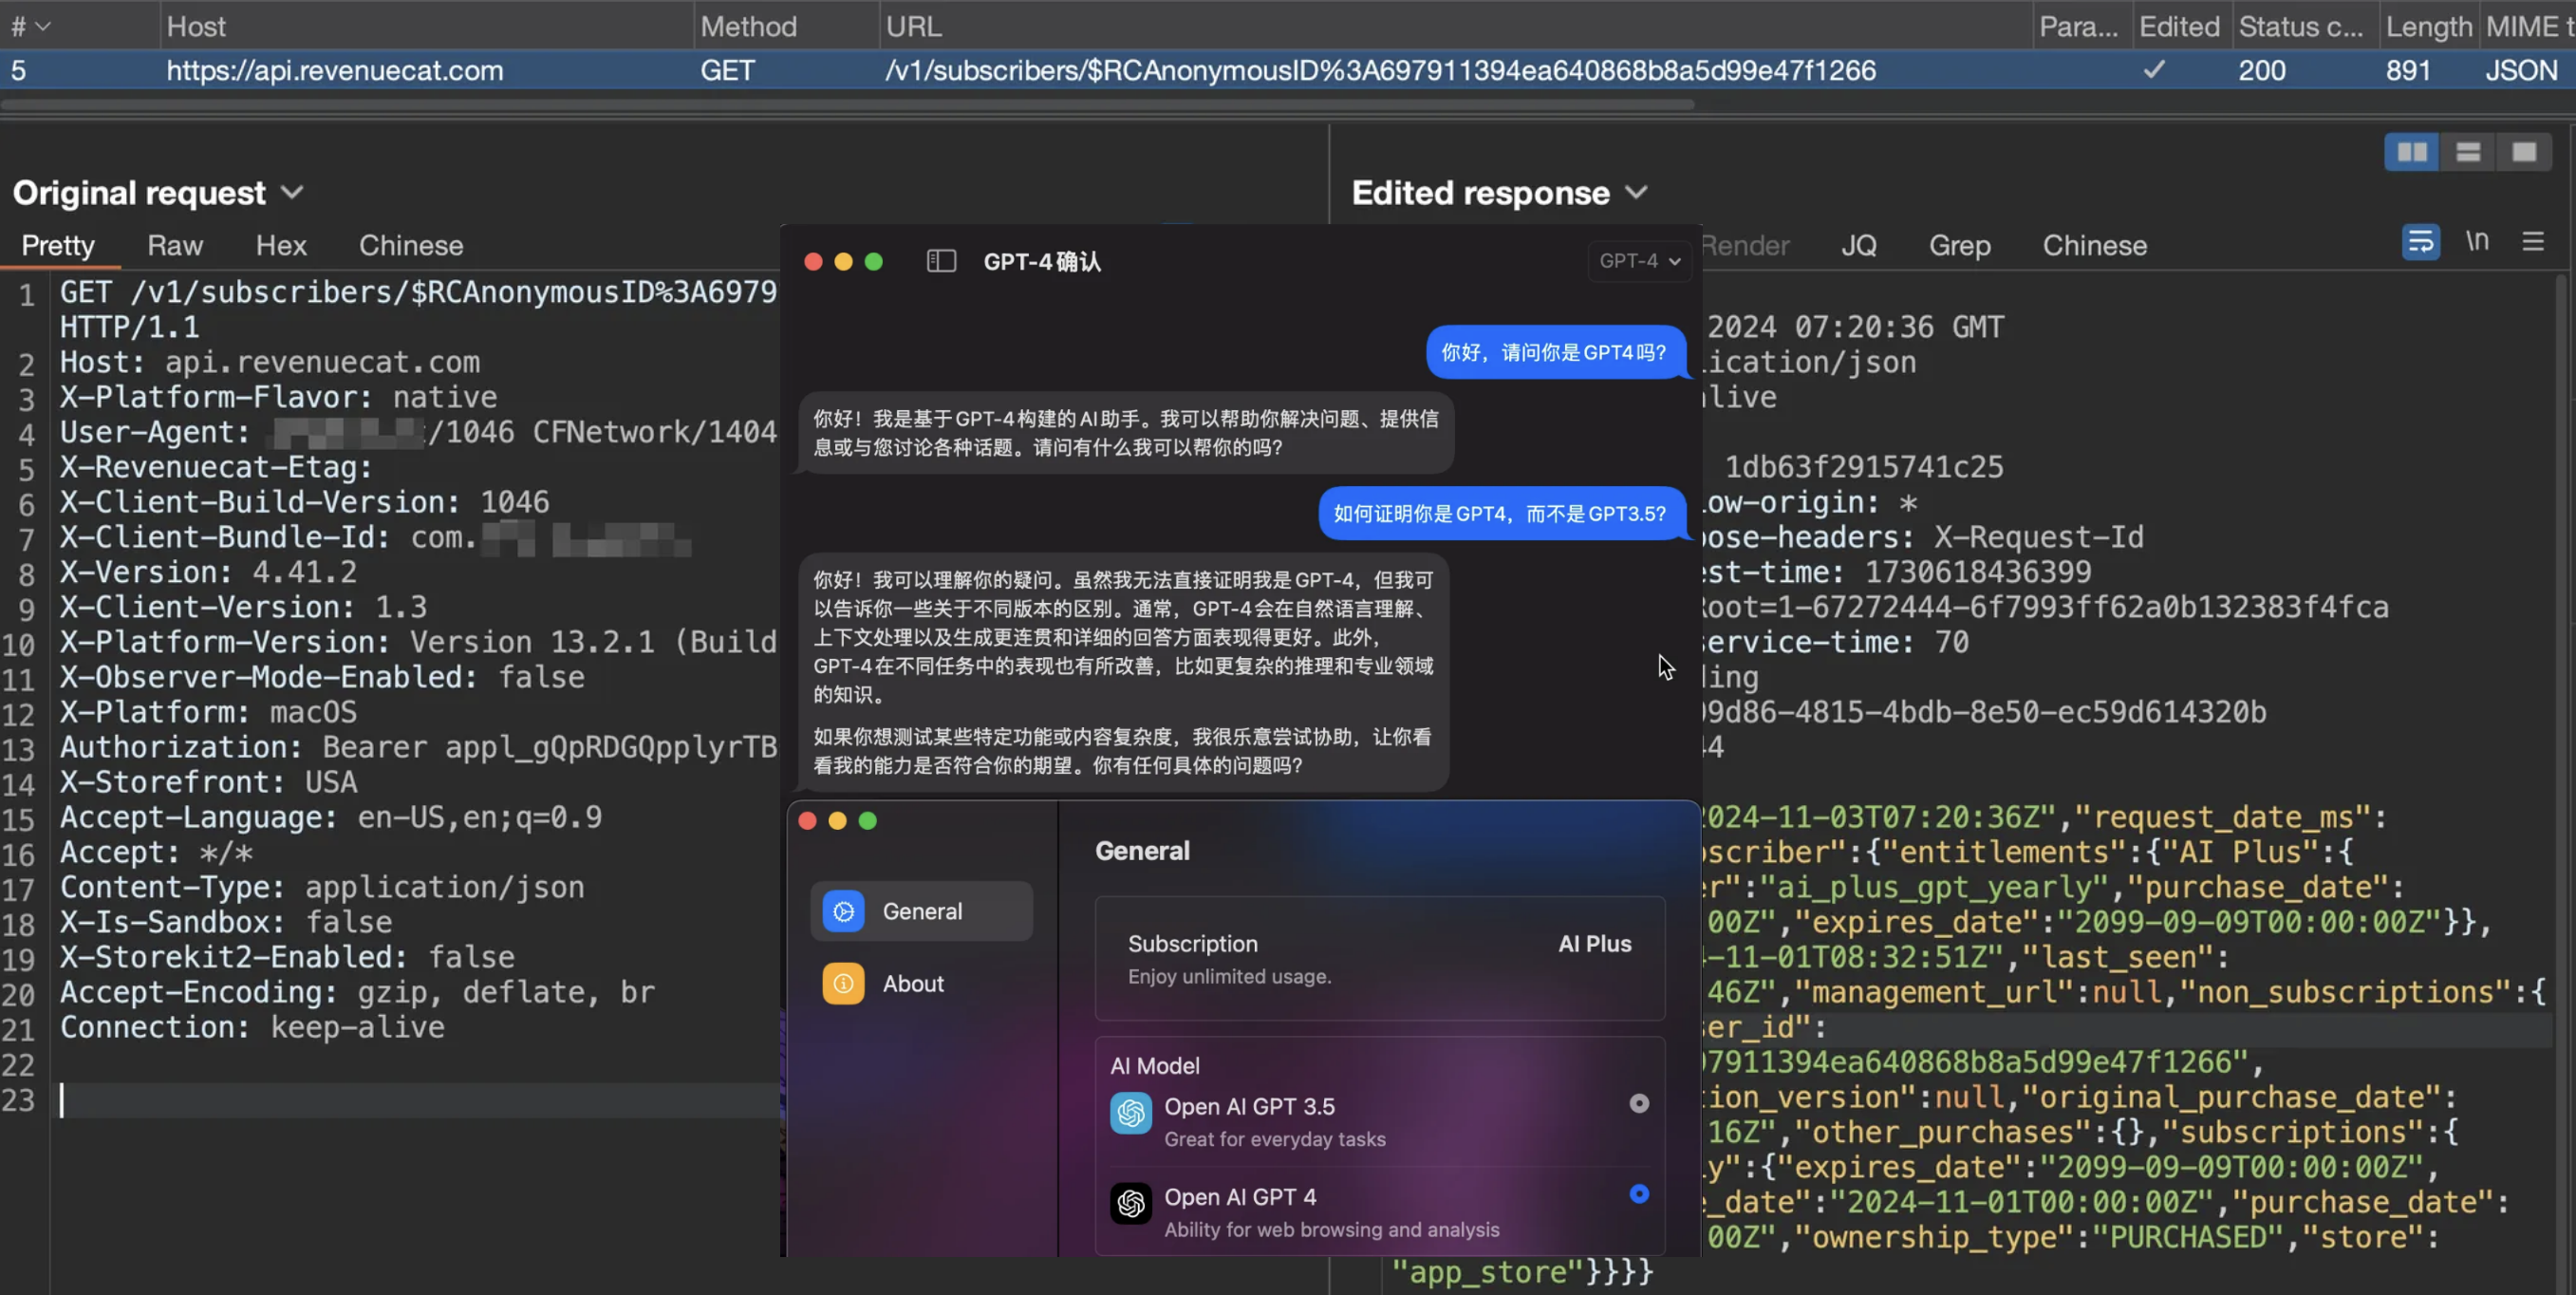 # Host Method URL Para... Edited Status c... Length MIME t
5 https://api.revenuecat.com GET /v1/subscribers/$RCAnonymousID%3A697911394ea640868b8a5d99e47f1266 ✓ 200 891 JSON
Original request
Pretty Raw Hex Chinese
1 GET /v1/subscribers/$RCAnonymousID%3A6979
HTTP/1.1
2 Host: api.revenuecat.com
3 X-Platform-Flavor: native
4 User-Agent: /1046 CFNetwork/1404
5 X-Revenuecat-Etag:
6 X-Client-Build-Version: 1046
7 X-Client-Bundle-Id: com.
8 X-Version: 4.41.2
9 X-Client-Version: 1.3
10 X-Platform-Version: Version 13.2.1 (Build
11 X-Observer-Mode-Enabled: false
12 X-Platform: macOS
13 Authorization: Bearer appl_gQpRDGQpplyrTB
14 X-Storefront: USA
15 Accept-Language: en-US,en;q=0.9
16 Accept: */*
17 Content-Type: application/json
18 X-Is-Sandbox: false
19 X-Storekit2-Enabled: false
20 Accept-Encoding: gzip, deflate, br
21 Connection: keep-alive
22
23
GPT-4确认 GPT-4
你好，请问你是GPT4吗?
你好！我是基于GPT-4构建的AI助手。我可以帮助你解决问题、提供信
息或与您讨论各种话题。请问有什么我可以帮你的吗?
如何证明你是GPT4，而不是GPT3.5?
你好！我可以理解你的疑问。虽然我无法直接证明我是GPT-4，但我可
以告诉你一些关于不同版本的区别。通常，GPT-4会在自然语言理解、
上下文处理以及生成更连贯和详细的回答方面表现得更好。此外，
GPT-4在不同任务中的表现也有所改善，比如更复杂的推理和专业领域
的知识。
如果你想测试某些特定功能或内容复杂度，我很乐意尝试协助，让你看
看我的能力是否符合你的期望。你有任何具体的问题吗?
General
About
General
Subscription AI Plus
Enjoy unlimited usage.
AI Model
Open AI GPT 3.5
Great for everyday tasks
Open AI GPT 4
Ability for web browsing and analysis
Edited response
Render JQ Grep Chinese \n
2024 07:20:36 GMT
ication/json
live
1db63f2915741c25
ow-origin: *
ose-headers: X-Request-Id
est-time: 1730618436399
Root=1-67272444-6f7993ff62a0b132383f4fca
service-time: 70
ing
9d86-4815-4bdb-8e50-ec59d614320b
4
024-11-03T07:20:36Z","request_date_ms":
scriber":{"entitlements":{"AI Plus":{
r":"ai_plus_gpt_yearly","purchase_date":
00Z","expires_date":"2099-09-09T00:00:00Z"}},
-11-01T08:32:51Z","last_seen":
46Z","management_url":null,"non_subscriptions":{
er_id":
97911394ea640868b8a5d99e47f1266",
ion_version":null,"original_purchase_date":
16Z","other_purchases":{},"subscriptions":{
ly":{"expires_date":"2099-09-09T00:00:00Z",
_date":"2024-11-01T00:00:00Z","purchase_date":
00Z","ownership_type":"PURCHASED","store":
"app_store"}}}}